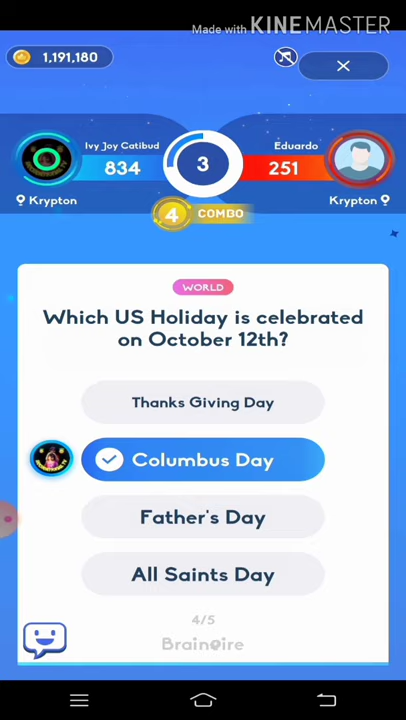 Made with KINEMASTER
1,191,180
Ivy Joy Catibud
Eduardo
834
3
251
Krypton
Krypton
4 COMBO
WORLD
Which US Holiday is celebrated
on October 12th?
Thanks Giving Day
Columbus Day
Father's Day
All Saints Day
4/5